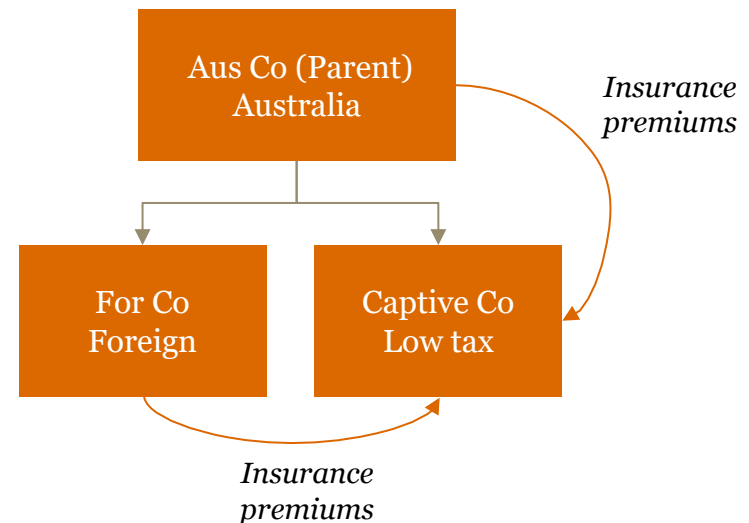 Aus Co (Parent)
Australia
Insurance
premiums
For Co
Foreign
Captive Co
Low tax
Insurance
premiums